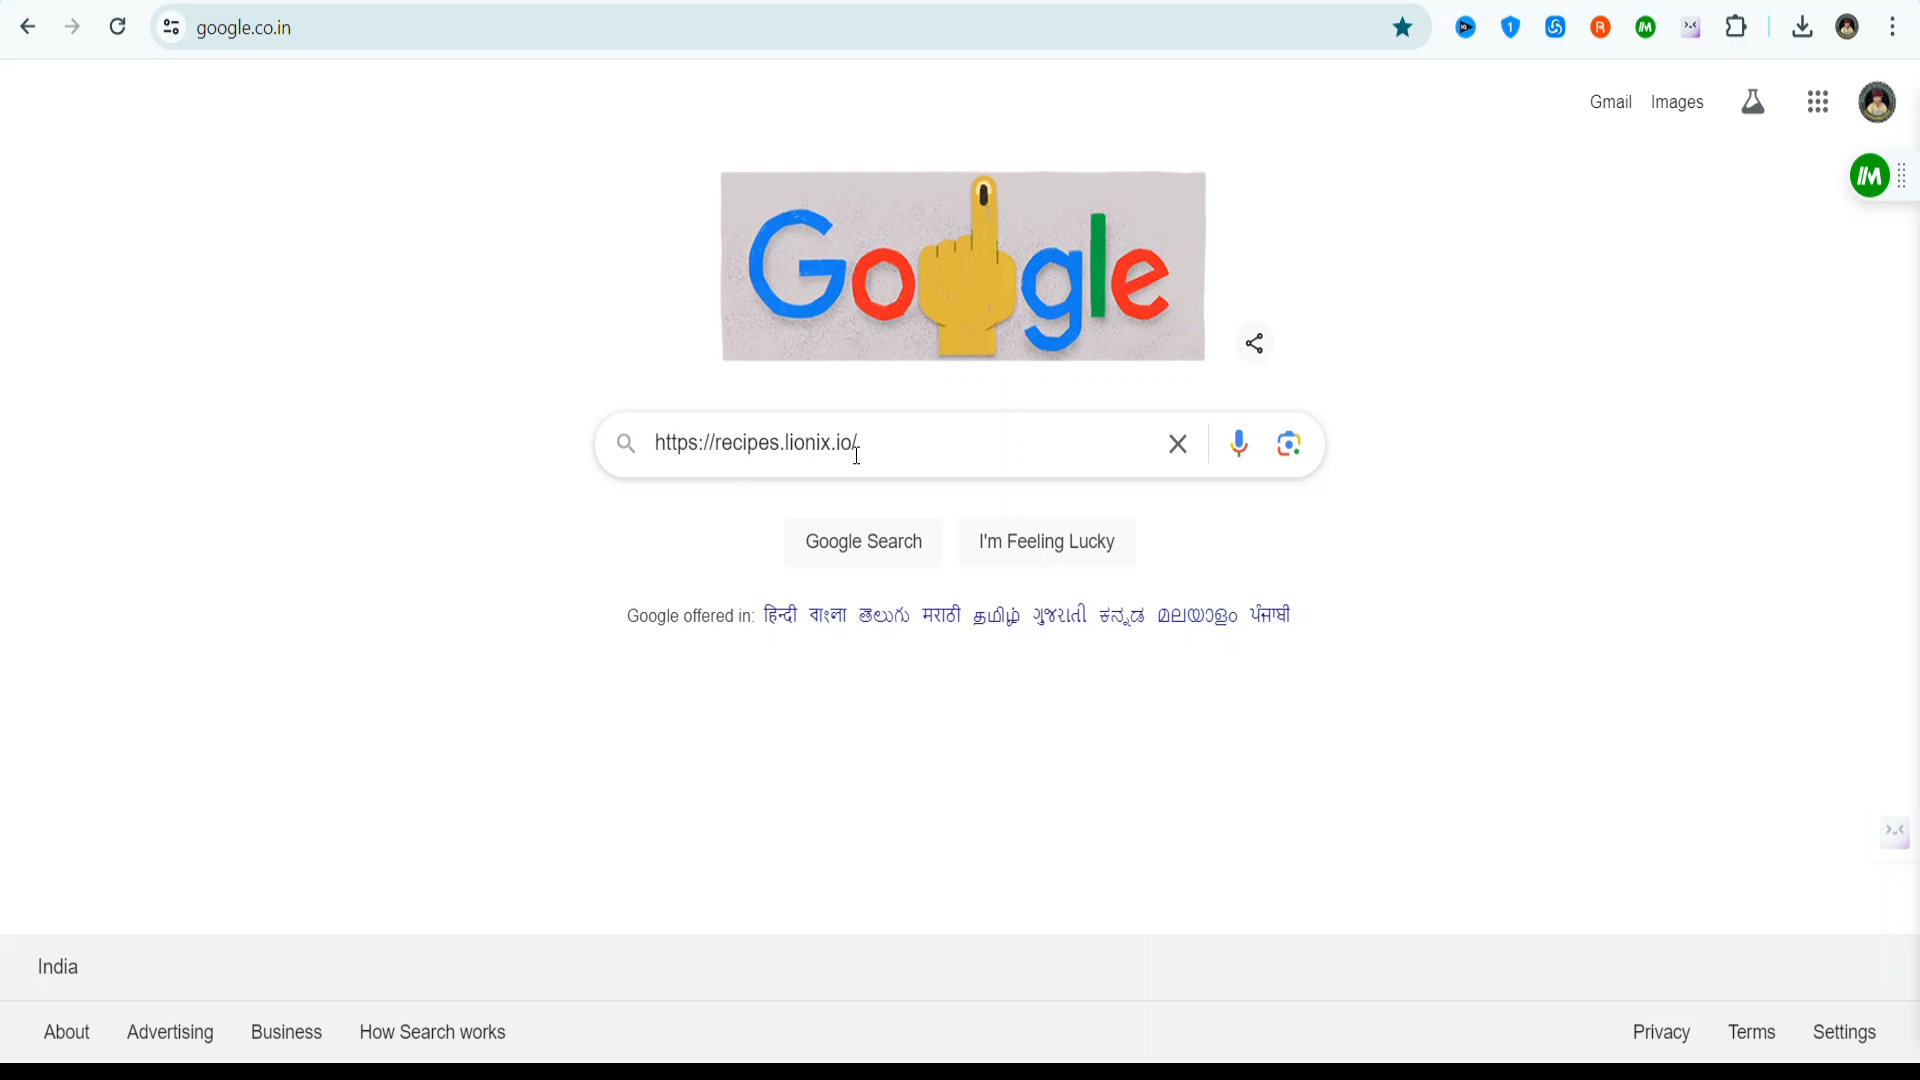 google.co.in
Gmail Images
Google
https://recipes.lionix.io/
Google Search I'm Feeling Lucky
Google offered in: हिन्दी বাংলা తెలుగు मराठी தமிழ் ગુજરાતી ಕನ್ನಡ മലയാളം ਪੰਜਾਬੀ
India
About Advertising Business How Search works Privacy Terms Settings